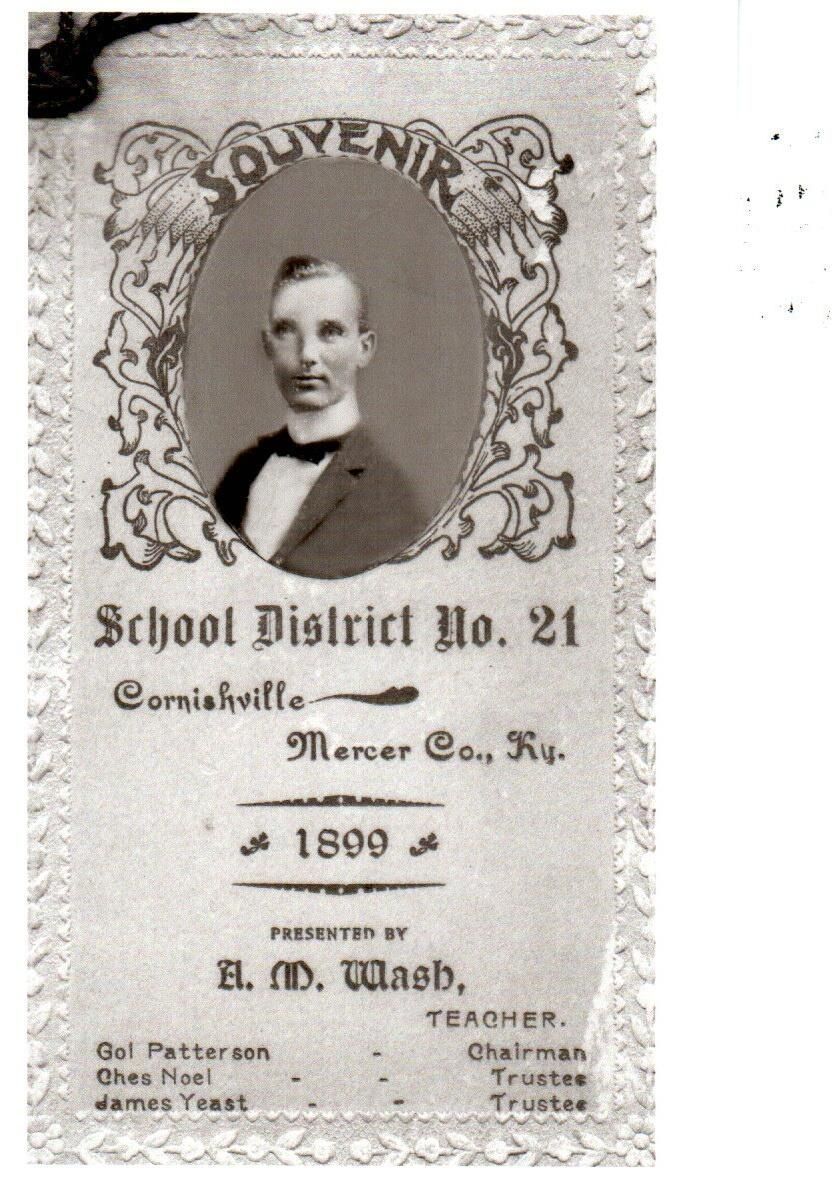 SOUVENIR
School District No. 21
Cornishville
Mercer Co., Ky.
1899
PRESENTED BY
A. M. Wash,
TEACHER.
Gol Patterson - Chairman
Ches Noel - - Trustee
James Yeast - - Trustee